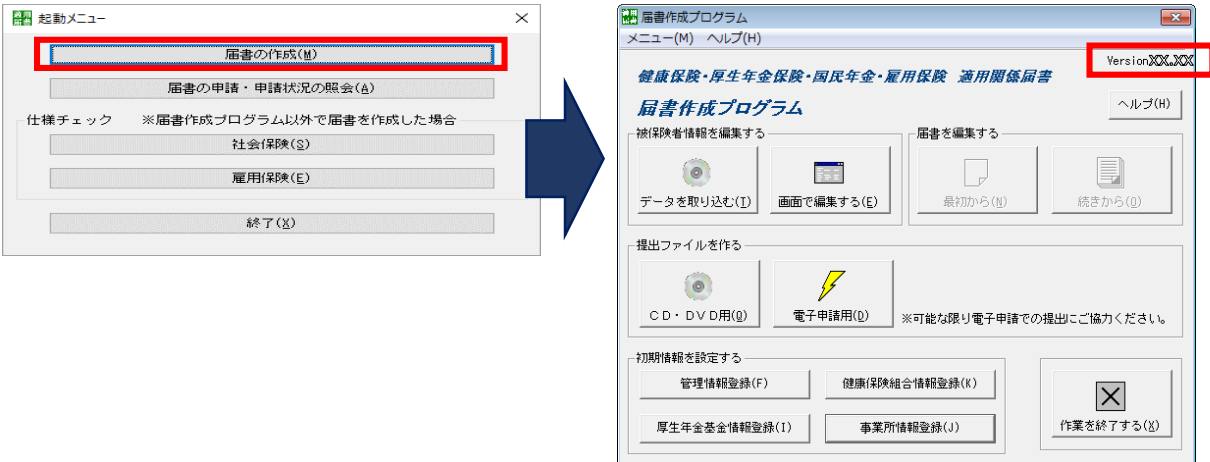 起動メニュー
届書の作成(M)
届書の申請・申請状況の照会(A)
仕様チェック ※届書作成プログラム以外で届書を作成した場合
社会保険(S)
雇用保険(E)
終了(X)
届書作成プログラム
メニュー(M) ヘルプ(H)
VersionXX.XX
健康保険・厚生年金保険・国民年金・雇用保険 適用関係届書
届書作成プログラム
ヘルプ(H)
被保険者情報を編集する
データを取り込む(I)
画面で編集する(E)
届書を編集する
最初から(N)
続きから(O)
提出ファイルを作る
CD・DVD用(Q)
電子申請用(D)
※可能な限り電子申請での提出にご協力ください。
初期情報を設定する
管理情報登録(F)
健康保険組合情報登録(K)
厚生年金基金情報登録(I)
事業所情報登録(J)
作業を終了する(X)